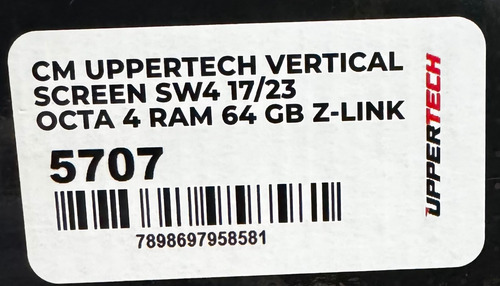 CM UPPERTECH VERTICAL
SCREEN SW4 17/23
OCTA 4 RAM 64 GB Z-LINK
5707
7898697958581
UPPERTECH